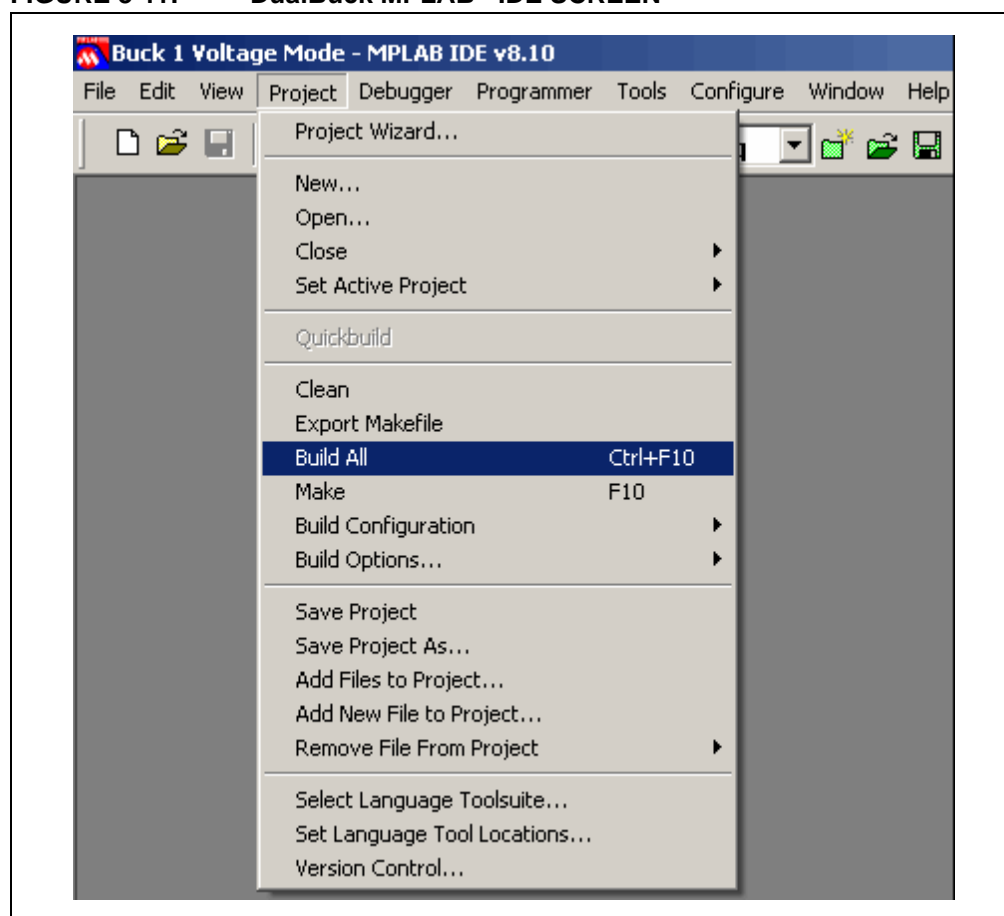 DualBuck MPLAB® IDE SCREEN
Buck 1 Voltage Mode - MPLAB IDE v8.10
File Edit View Project Debugger Programmer Tools Configure Window Help
Project Wizard...
New...
Open...
Close
Set Active Project
Quickbuild
Clean
Export Makefile
Build All Ctrl+F10
Make F10
Build Configuration
Build Options...
Save Project
Save Project As...
Add Files to Project...
Add New File to Project...
Remove File From Project
Select Language Toolsuite...
Set Language Tool Locations...
Version Control...